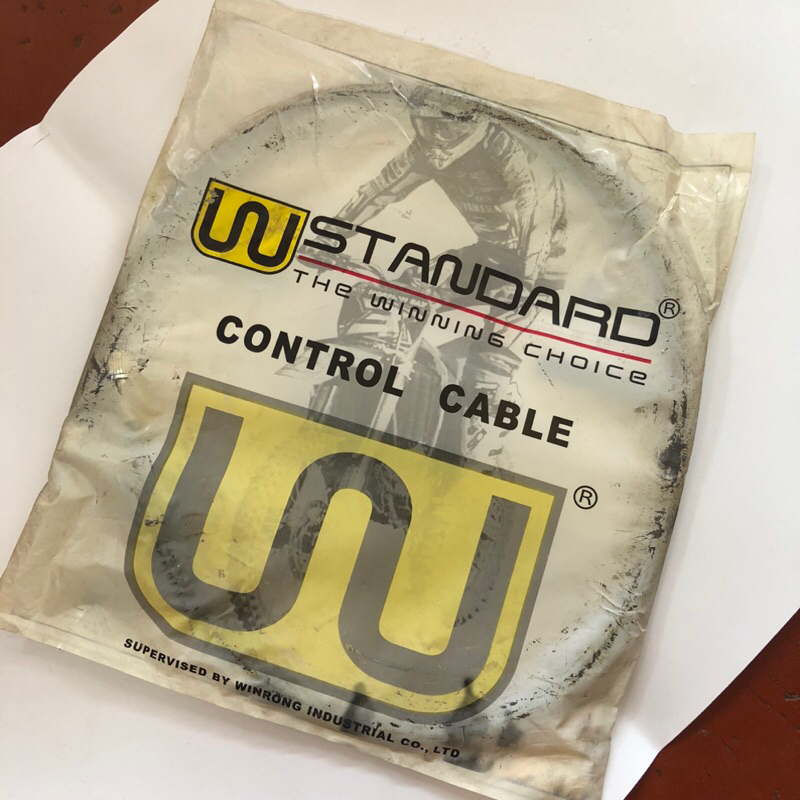 W STANDARD®
THE WINNING CHOICE
CONTROL CABLE
W®
SUPERVISED BY WINRONG INDUSTRIAL CO., LTD